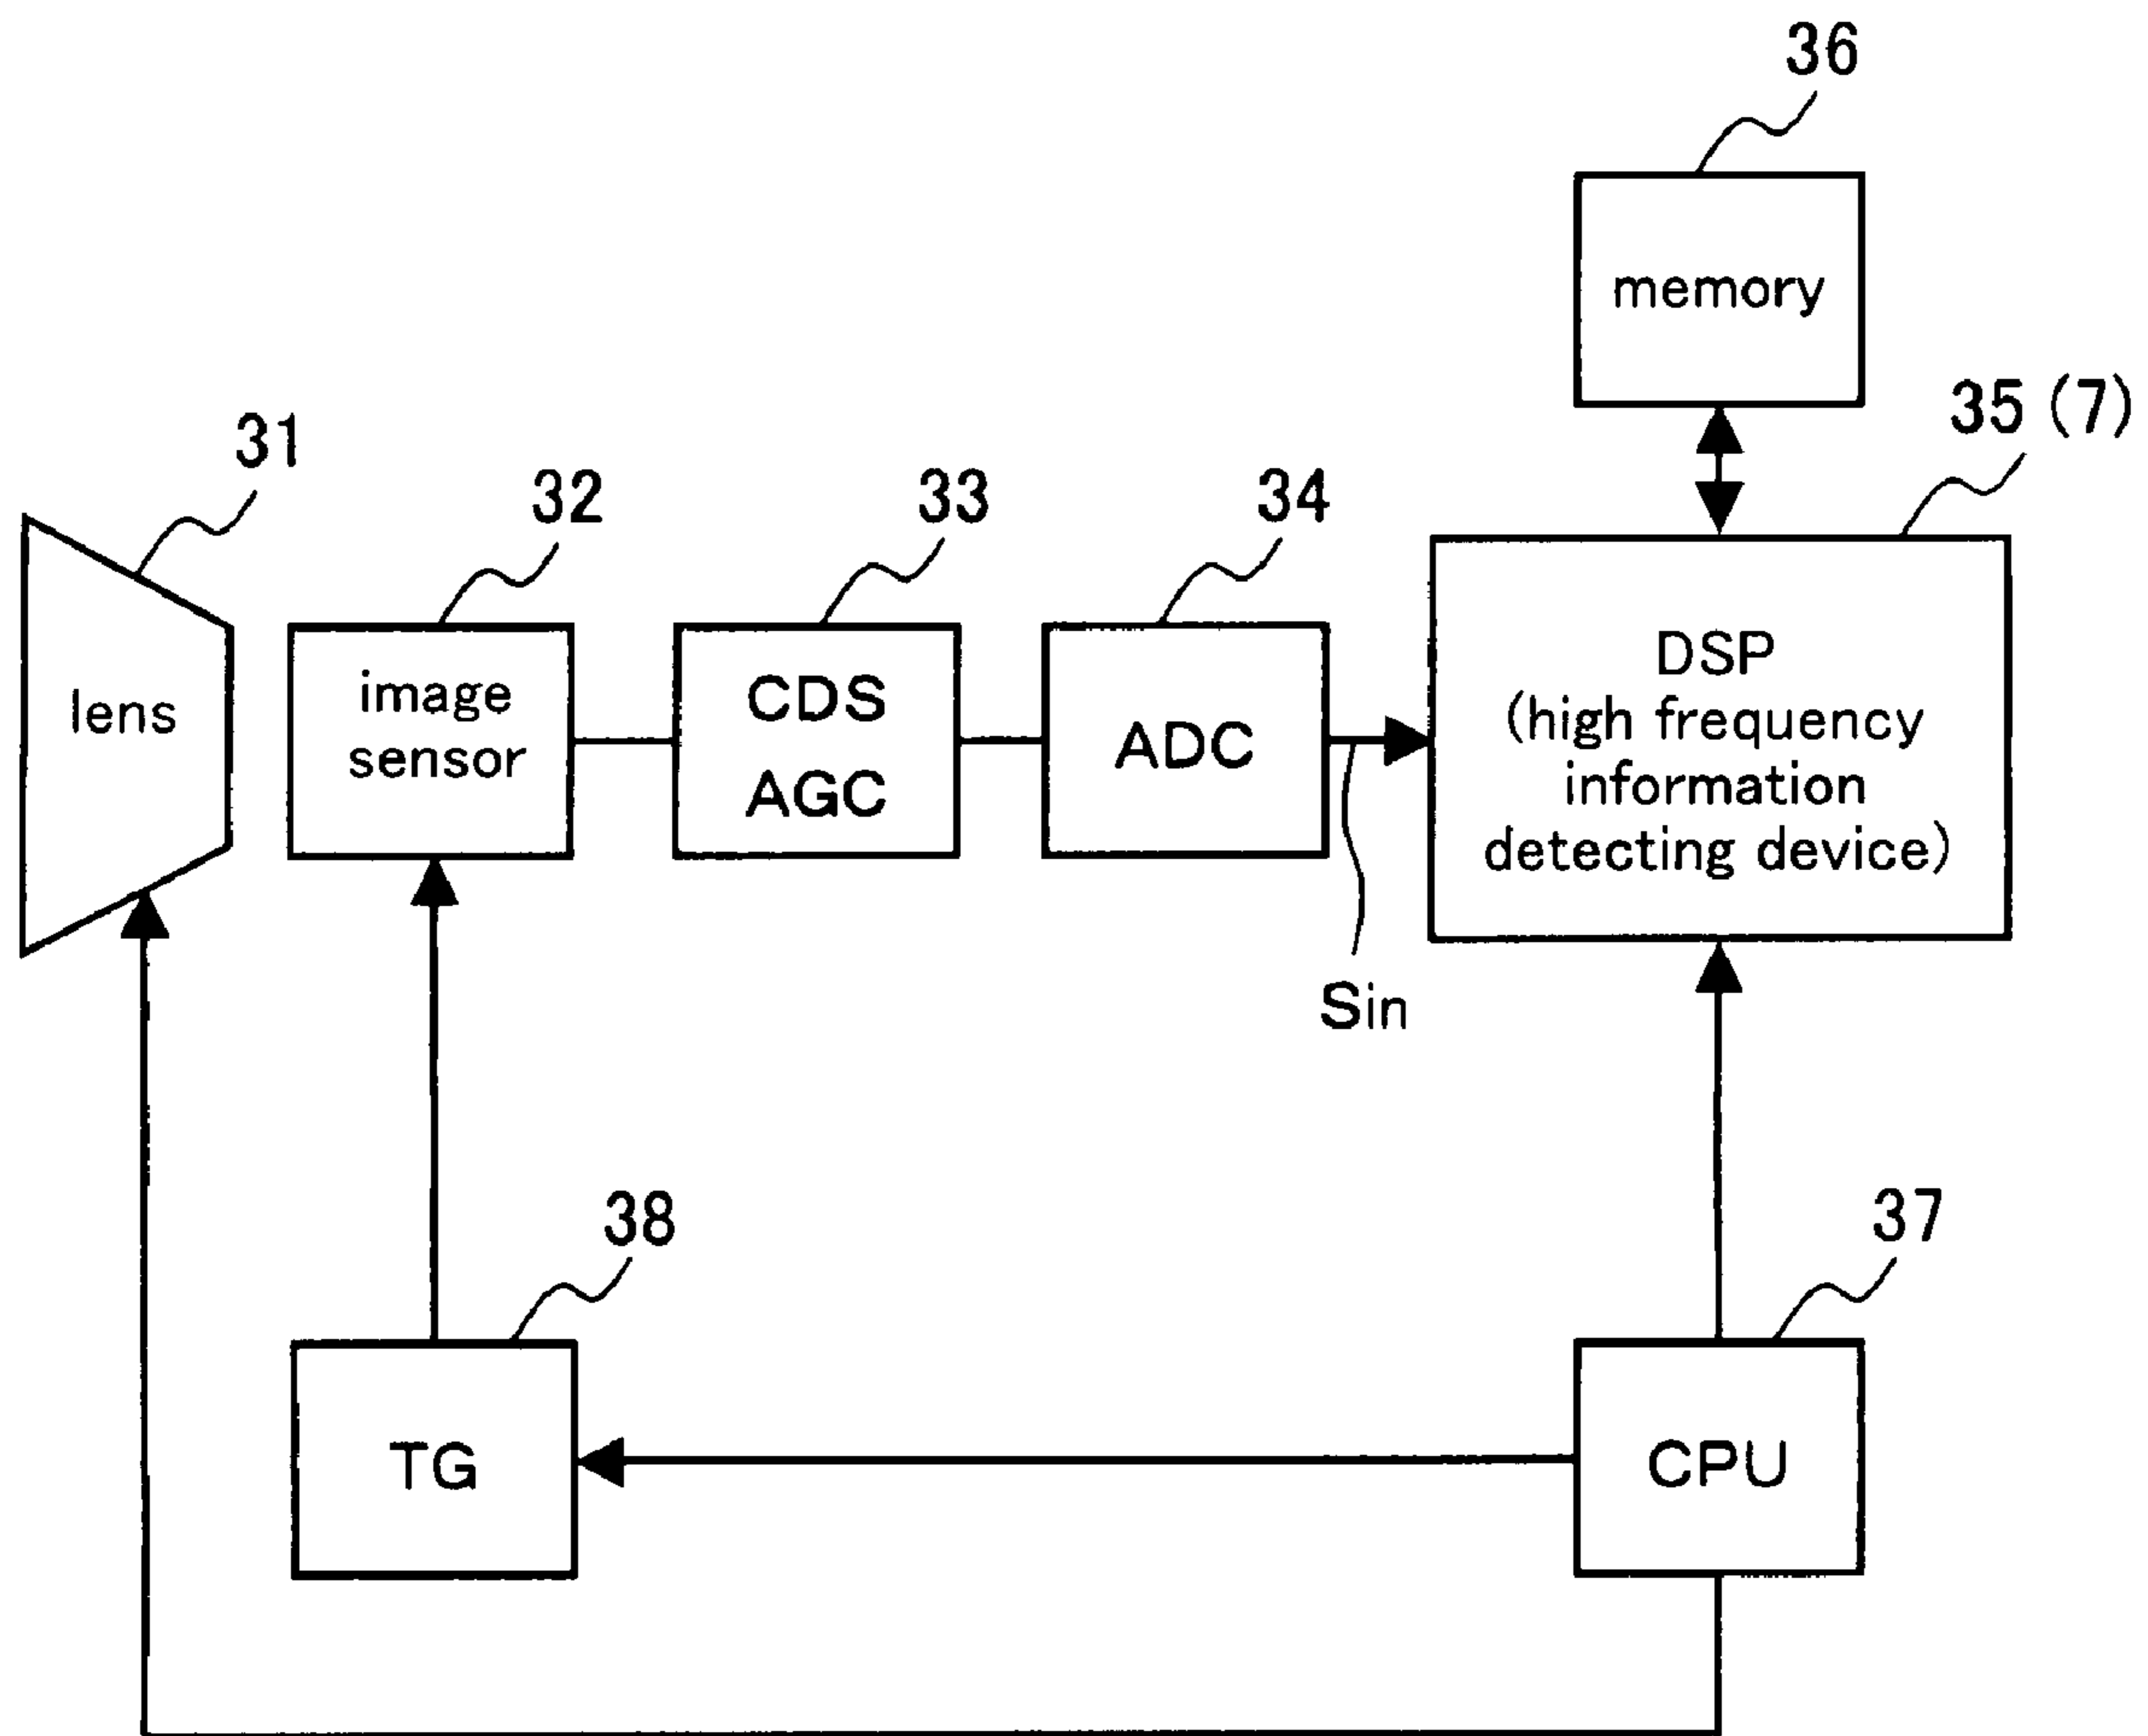 36
memory
35 (7)
31
32
33
34
lens
image
sensor
CDS
AGC
ADC
DSP
(high frequency
information
detecting device)
Sin
38
37
TG
CPU